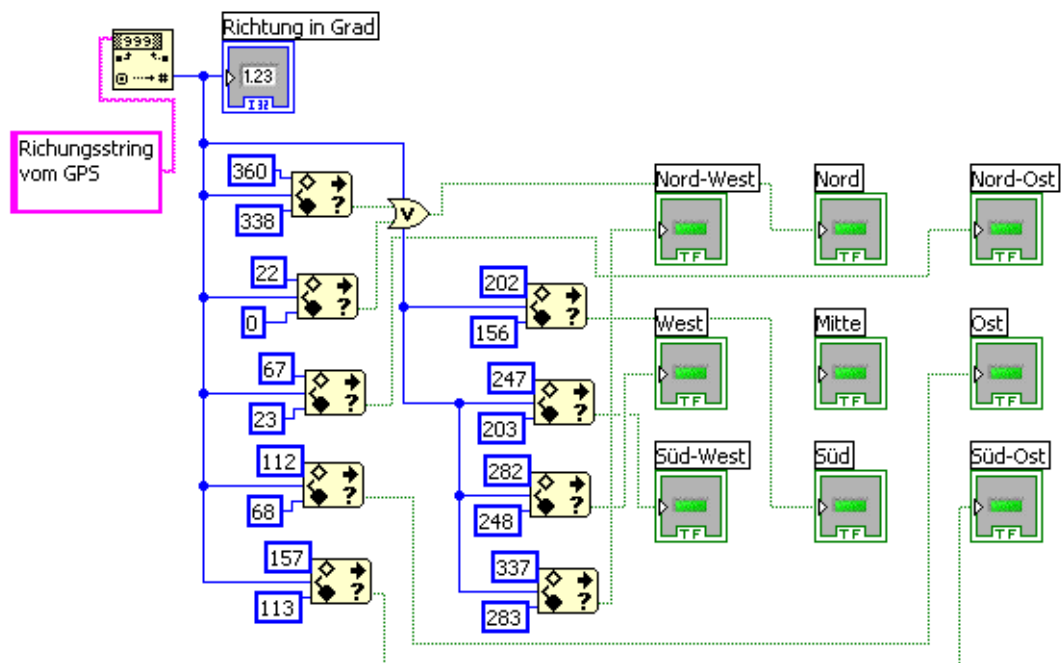 Richtung in Grad
999
1.23
I32
Richungsstring
vom GPS
360
338
V
?
22
0
?
67
23
?
112
68
?
157
113
?
202
156
?
247
203
?
282
248
?
337
283
?
Nord-West
TF
Nord
TF
Nord-Ost
TF
West
TF
Mitte
TF
Ost
TF
Süd-West
TF
Süd
TF
Süd-Ost
TF